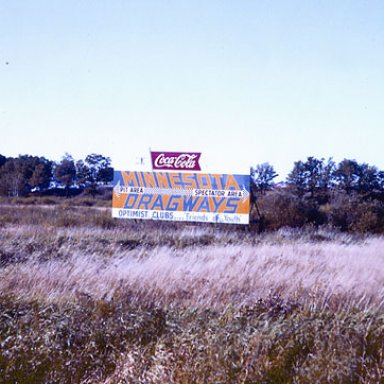 Coca-Cola
MINNESOTA
PIT AREA SPECTATOR AREA
DRAGWAYS
OPTIMIST CLUBS... Friends of Youth